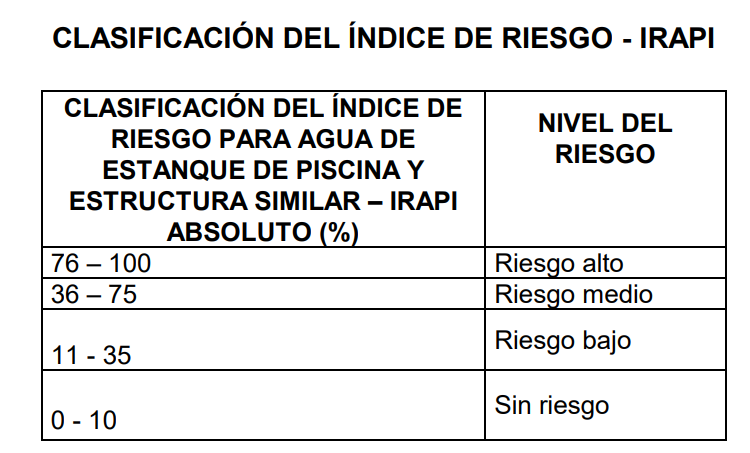 CLASIFICACIÓN DEL ÍNDICE DE RIESGO - IRAPI
CLASIFICACIÓN DEL ÍNDICE DE
RIESGO PARA AGUA DE
ESTANQUE DE PISCINA Y
ESTRUCTURA SIMILAR – IRAPI
ABSOLUTO (%)
NIVEL DEL
RIESGO
76 – 100
Riesgo alto
36 – 75
Riesgo medio
11 - 35
Riesgo bajo
0 - 10
Sin riesgo